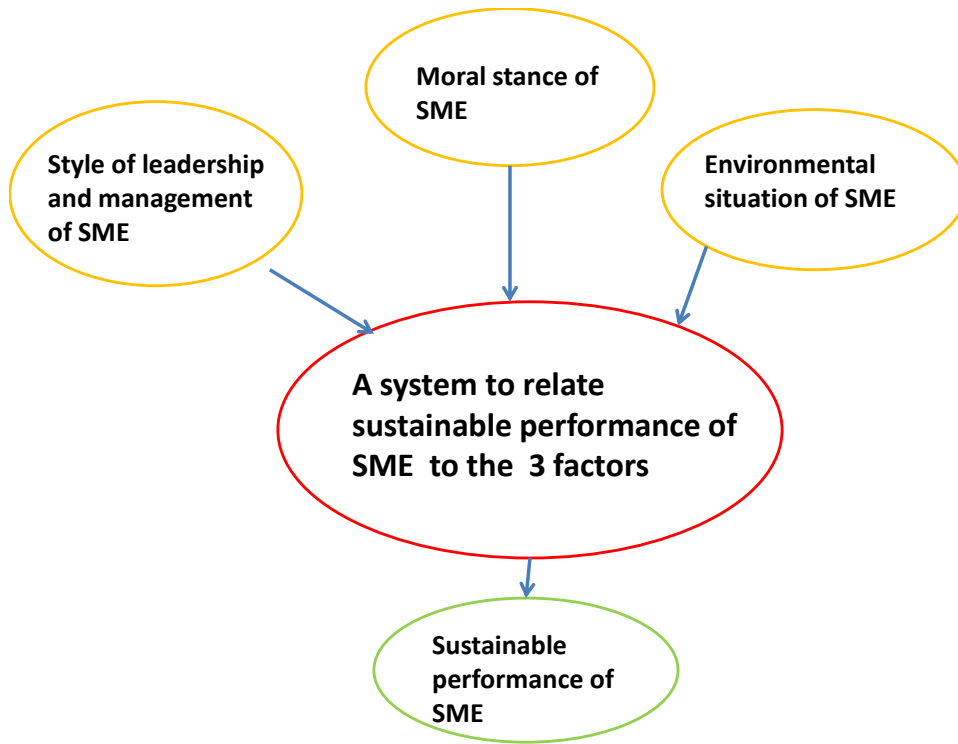 Moral stance of
SME
Style of leadership
and management
of SME
Environmental
situation of SME
A system to relate
sustainable performance of
SME to the 3 factors
Sustainable
performance of
SME